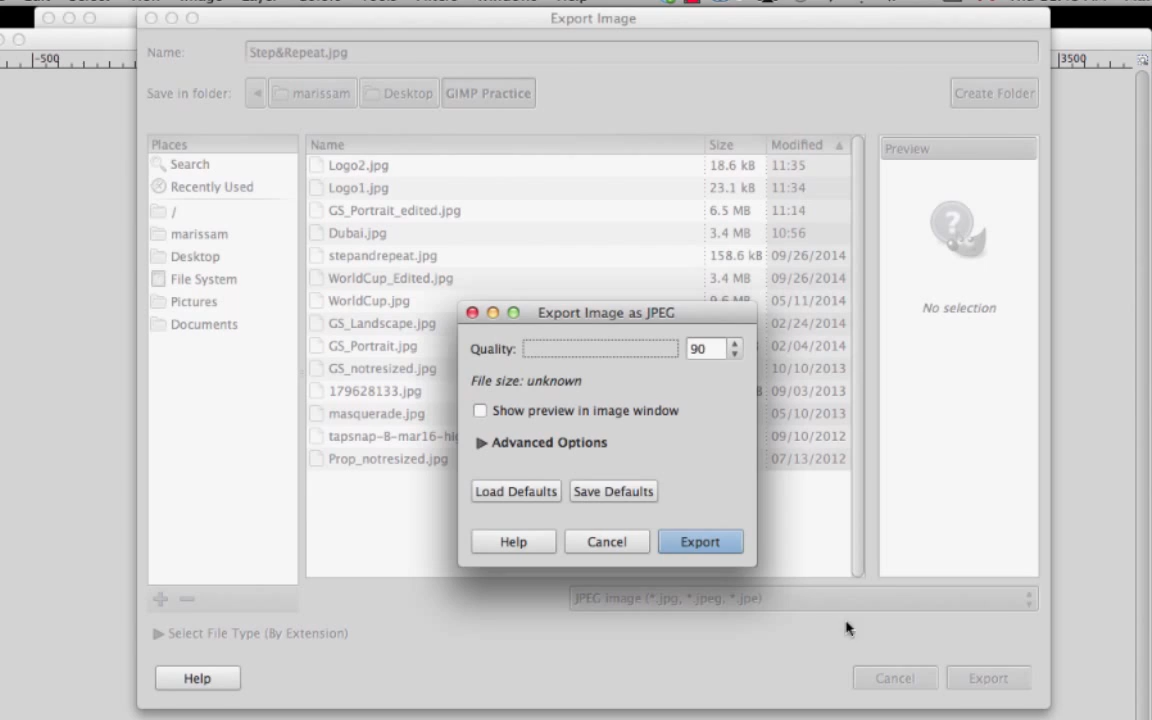 Export Image
-500
3500
Name: Step&Repeat.jpg
Save in folder: marissam Desktop GIMP Practice Create Folder
Places
Search
Recently Used
/
marissam
Desktop
File System
Pictures
Documents
Name Size Modified
Logo2.jpg 18.6 kB 11:35
Logo1.jpg 23.1 kB 11:34
GS_Portrait_edited.jpg 6.5 MB 11:14
Dubai.jpg 3.4 MB 10:56
stepandrepeat.jpg 158.6 kB 09/26/2014
WorldCup_Edited.jpg 3.4 MB 09/26/2014
WorldCup.jpg 9.6 MB 05/11/2014
GS_Landscape.jpg 02/24/2014
GS_Portrait.jpg 02/04/2014
GS_notresized.jpg 10/10/2013
179628133.jpg 09/03/2013
masquerade.jpg 05/10/2013
tapsnap-B-mar16-hi 09/10/2012
Prop_notresized.jpg 07/13/2012
Preview
No selection
Export Image as JPEG
Quality: 90
File size: unknown
Show preview in image window
Advanced Options
Load Defaults Save Defaults
Help Cancel Export
JPEG image (*.jpg, *.jpeg, *.jpe)
Select File Type (By Extension)
Help Cancel Export